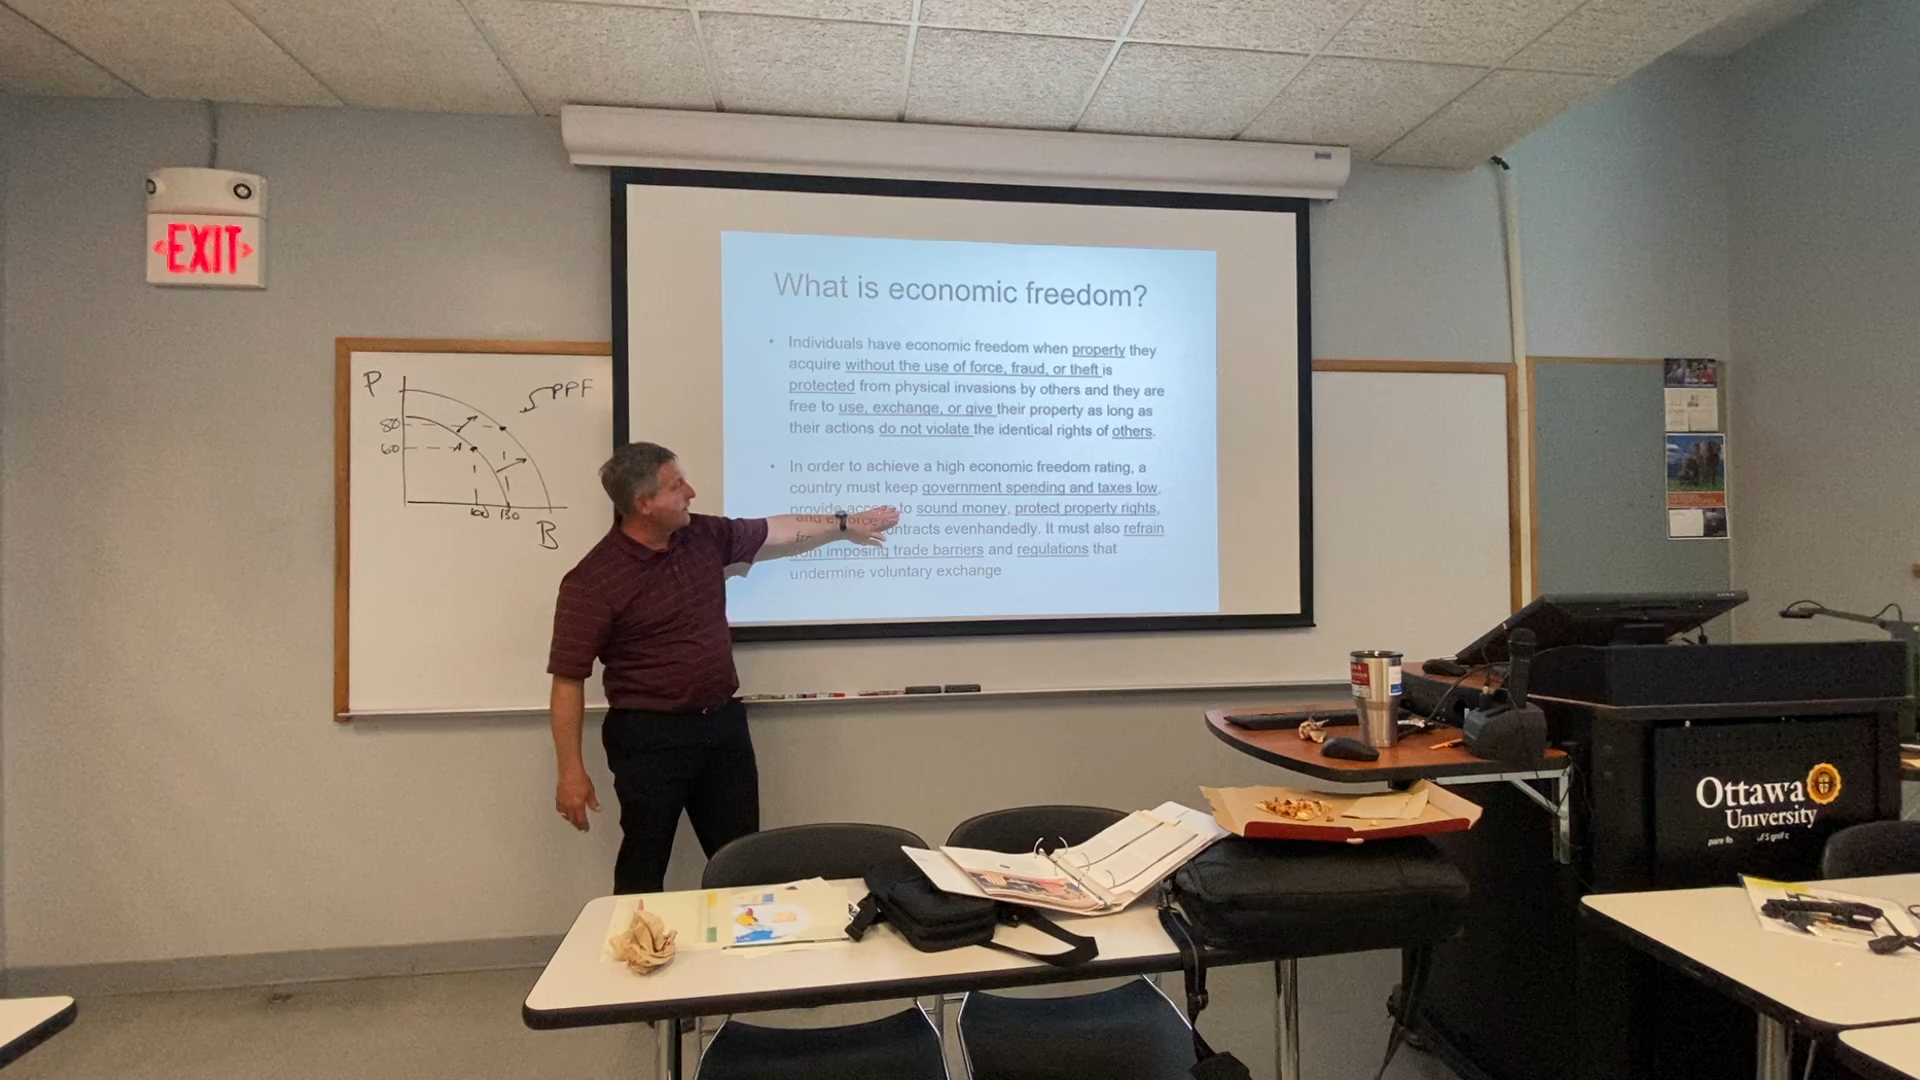 EXIT
P
PPF
80
60
A
100 130
B
What is economic freedom?
• Individuals have economic freedom when property they
acquire without the use of force, fraud, or theft is
protected from physical invasions by others and they are
free to use, exchange, or give their property as long as
their actions do not violate the identical rights of others.
• In order to achieve a high economic freedom rating, a
country must keep government spending and taxes low,
provide access to sound money, protect property rights,
and enforce contracts evenhandedly. It must also refrain
from imposing trade barriers and regulations that
undermine voluntary exchange
Ottawa
University